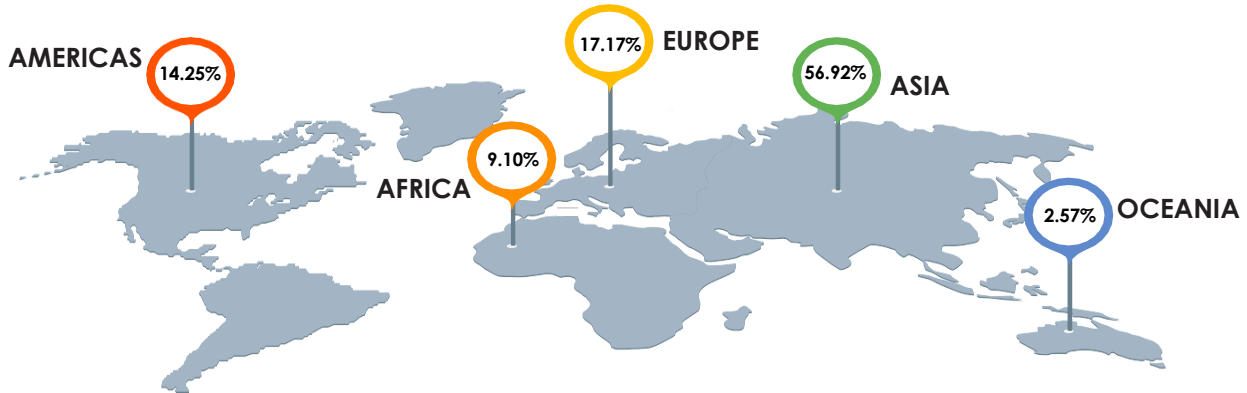 AMERICAS
14.25%
17.17%
EUROPE
56.92%
ASIA
AFRICA
9.10%
2.57%
OCEANIA